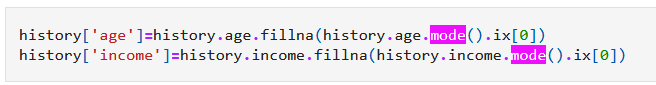 history['age']=history.age.fillna(history.age.mode().ix[0])
history['income']=history.income.fillna(history.income.mode().ix[0])